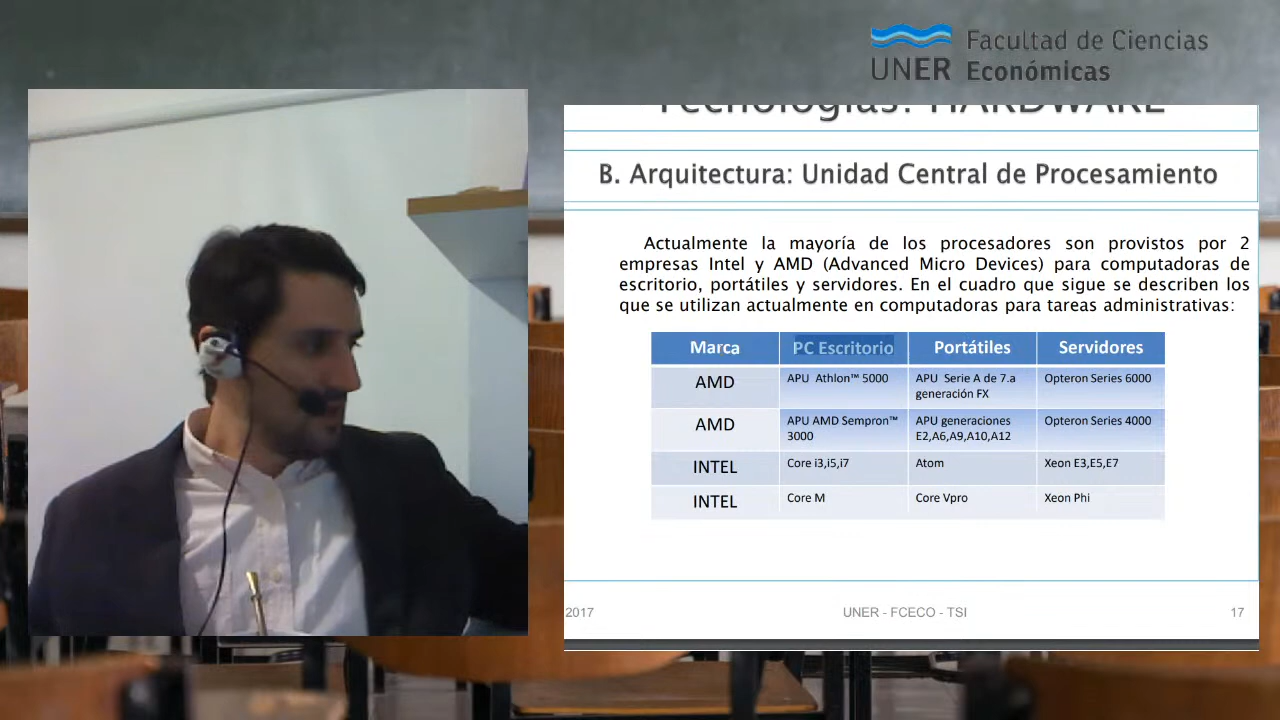 Facultad de Ciencias
UNER Económicas
Tecnologías: HARDWARE
B. Arquitectura: Unidad Central de Procesamiento
Actualmente la mayoría de los procesadores son provistos por 2
empresas Intel y AMD (Advanced Micro Devices) para computadoras de
escritorio, portátiles y servidores. En el cuadro que sigue se describen los
que se utilizan actualmente en computadoras para tareas administrativas:
Marca PC Escritorio Portátiles Servidores
AMD APU Athlon™ 5000 APU Serie A de 7.a Opteron Series 6000
generación FX
AMD APU AMD Sempron™ APU generaciones Opteron Series 4000
3000 E2,A6,A9,A10,A12
INTEL Core i3,i5,i7 Atom Xeon E3,E5,E7
INTEL Core M Core Vpro Xeon Phi
2017 UNER - FCECO - TSI 17